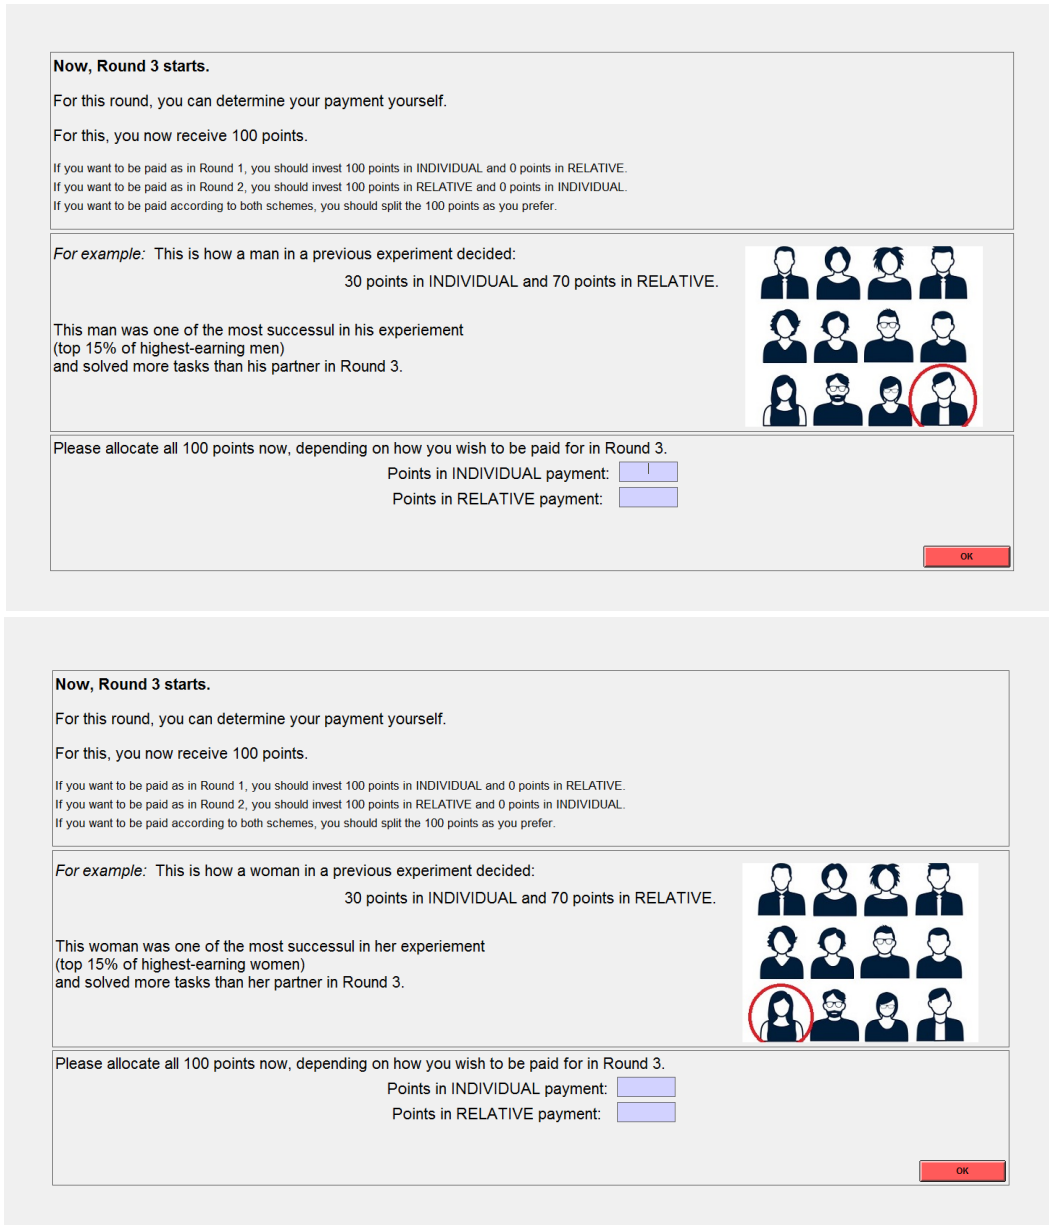 Now, Round 3 starts.
For this round, you can determine your payment yourself.
For this, you now receive 100 points.
If you want to be paid as in Round 1, you should invest 100 points in INDIVIDUAL and 0 points in RELATIVE.
If you want to be paid as in Round 2, you should invest 100 points in RELATIVE and 0 points in INDIVIDUAL.
If you want to be paid according to both schemes, you should split the 100 points as you prefer.
For example: This is how a man in a previous experiment decided:
30 points in INDIVIDUAL and 70 points in RELATIVE.
This man was one of the most successul in his experiement
(top 15% of highest-earning men)
and solved more tasks than his partner in Round 3.
Please allocate all 100 points now, depending on how you wish to be paid for in Round 3.
Points in INDIVIDUAL payment:
Points in RELATIVE payment:
OK
Now, Round 3 starts.
For this round, you can determine your payment yourself.
For this, you now receive 100 points.
If you want to be paid as in Round 1, you should invest 100 points in INDIVIDUAL and 0 points in RELATIVE.
If you want to be paid as in Round 2, you should invest 100 points in RELATIVE and 0 points in INDIVIDUAL.
If you want to be paid according to both schemes, you should split the 100 points as you prefer.
For example: This is how a woman in a previous experiment decided:
30 points in INDIVIDUAL and 70 points in RELATIVE.
This woman was one of the most successul in her experiement
(top 15% of highest-earning women)
and solved more tasks than her partner in Round 3.
Please allocate all 100 points now, depending on how you wish to be paid for in Round 3.
Points in INDIVIDUAL payment:
Points in RELATIVE payment:
OK